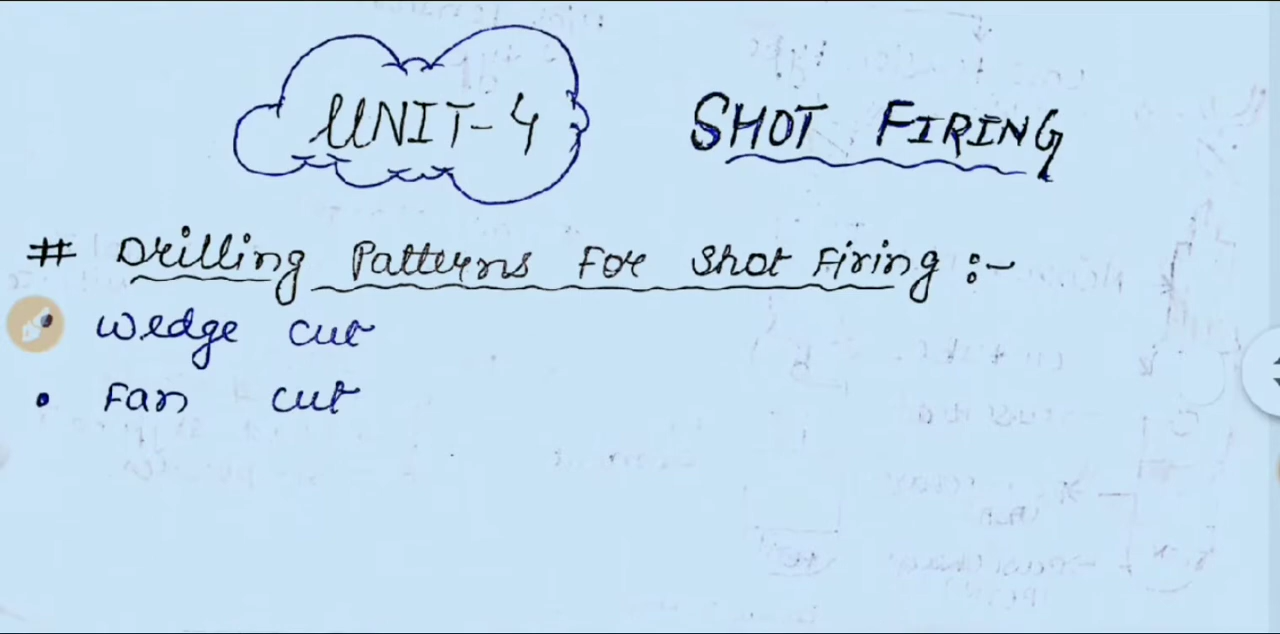 UNIT-4 SHOT FIRING
# Drilling Patterns For Shot Firing :-
wedge cut
• Fan cut